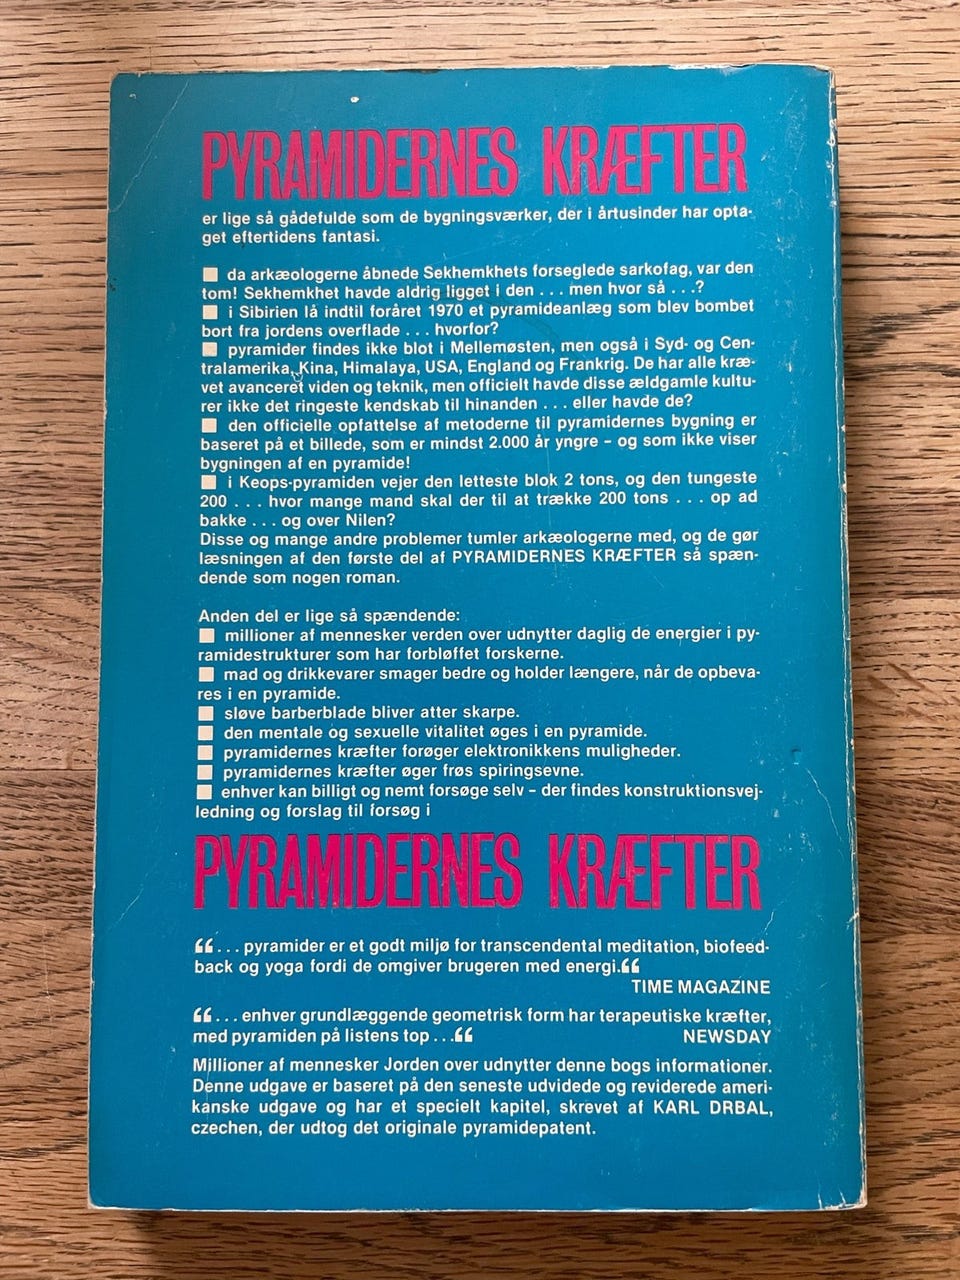 PYRAMIDERNES KRÆFTER
er lige så gådefulde som de bygningsværker, der i årtusinder har opta-
get eftertidens fantasi.
■ da arkæologerne åbnede Sekhemkhets forseglede sarkofag, var den
tom! Sekhemkhet havde aldrig ligget i den . . . men hvor så . . .?
■ i Sibirien lå indtil foråret 1970 et pyramideanlæg som blev bombet
bort fra jordens overflade . . . hvorfor?
■ pyramider findes ikke blot i Mellemøsten, men også i Syd- og Cen-
tralamerika, Kina, Himalaya, USA, England og Frankrig. De har alle kræ-
vet avanceret viden og teknik, men officielt havde disse ældgamle kultu-
rer ikke det ringeste kendskab til hinanden . . . eller havde de?
■ den officielle opfattelse af metoderne til pyramidernes bygning er
baseret på et billede, som er mindst 2.000 år yngre – og som ikke viser
bygningen af en pyramide!
■ i Keops-pyramiden vejer den letteste blok 2 tons, og den tungeste
200 . . . hvor mange mand skal der til at trække 200 tons . . . op ad
bakke . . . og over Nilen?
Disse og mange andre problemer tumler arkæologerne med, og de gør
læsningen af den første del af PYRAMIDERNES KRÆFTER så spæn-
dende som nogen roman.
Anden del er lige så spændende:
■ millioner af mennesker verden over udnytter daglig de energier i py-
ramidestrukturer som har forbløffet forskerne.
■ mad og drikkevarer smager bedre og holder længere, når de opbeva-
res i en pyramide.
■ sløve barberblade bliver atter skarpe.
■ den mentale og sexuelle vitalitet øges i en pyramide.
■ pyramidernes kræfter forøger elektronikkens muligheder.
■ pyramidernes kræfter øger frøs spiringsevne.
■ enhver kan billigt og nemt forsøge selv – der findes konstruktionsvej-
ledning og forslag til forsøg i
PYRAMIDERNES KRÆFTER
“. . . pyramider er et godt miljø for transcendental meditation, biofeed-
back og yoga fordi de omgiver brugeren med energi.“
TIME MAGAZINE
“. . . enhver grundlæggende geometrisk form har terapeutiske kræfter,
med pyramiden på listens top . . .“ NEWSDAY
Millioner af mennesker Jorden over udnytter denne bogs informationer.
Denne udgave er baseret på den seneste udvidede og reviderede ameri-
kanske udgave og har et specielt kapitel, skrevet af KARL DRBAL,
czechen, der udtog det originale pyramidepatent.